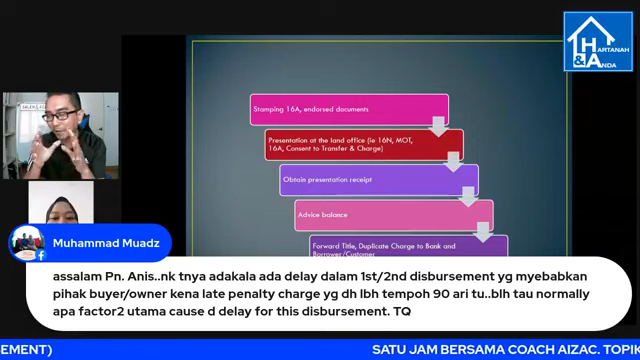 HARTANAH
& ANDA
Stamping 16A, endorsed documents
Presentation at the land office (ie 16N, MOT,
16A, Consent to Transfer & Charge)
Obtain presentation receipt
Advice balance
Forward Title, Duplicate Charge to Bank and
Borrower/Customer
Muhammad Muadz
assalam Pn. Anis..nk tnya adakala ada delay dalam 1st/2nd disbursement yg myebabkan
pihak buyer/owner kena late penalty charge yg dh lbh tempoh 90 ari tu..blh tau normally
apa factor2 utama cause d delay for this disbursement. TQ
SEMENT)
SATU JAM BERSAMA COACH AIZAC. TOPIK